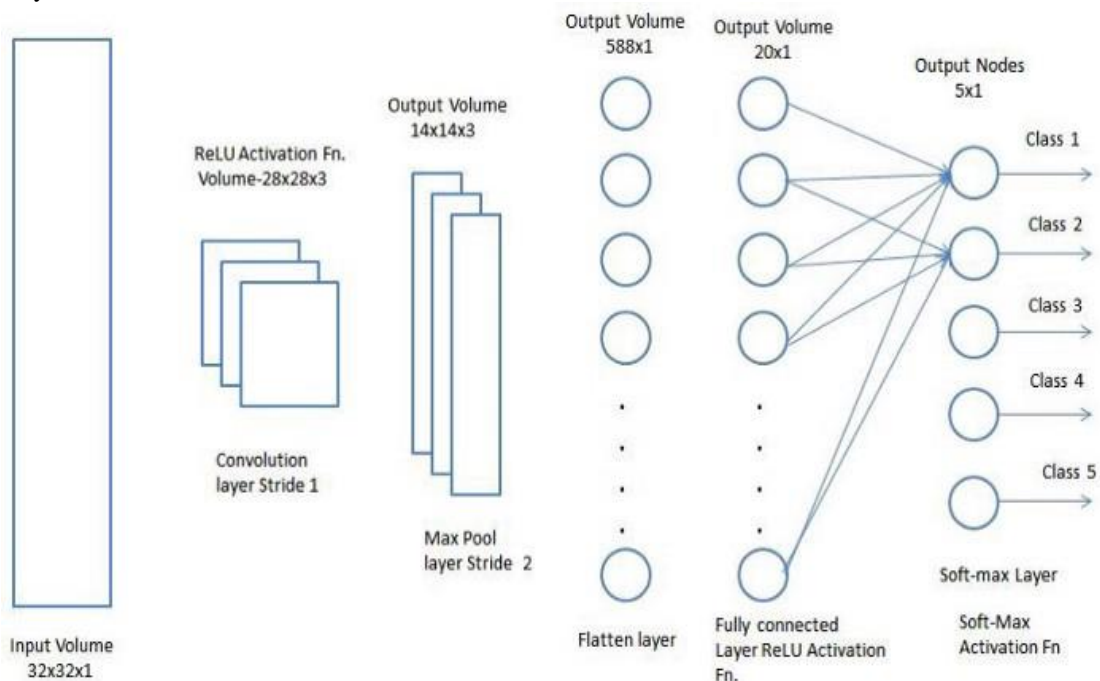 Output Volume
588x1
Output Volume
20x1
Output Nodes
5x1
Output Volume
14x14x3
ReLU Activation Fn.
Volume-28x28x3
Class 1
Class 2
Class 3
Class 4
Class 5
Convolution
layer Stride 1
Max Pool
layer Stride 2
Soft-max Layer
Input Volume
32x32x1
Flatten layer
Fully connected
Layer ReLU Activation
Fn.
Soft-Max
Activation Fn